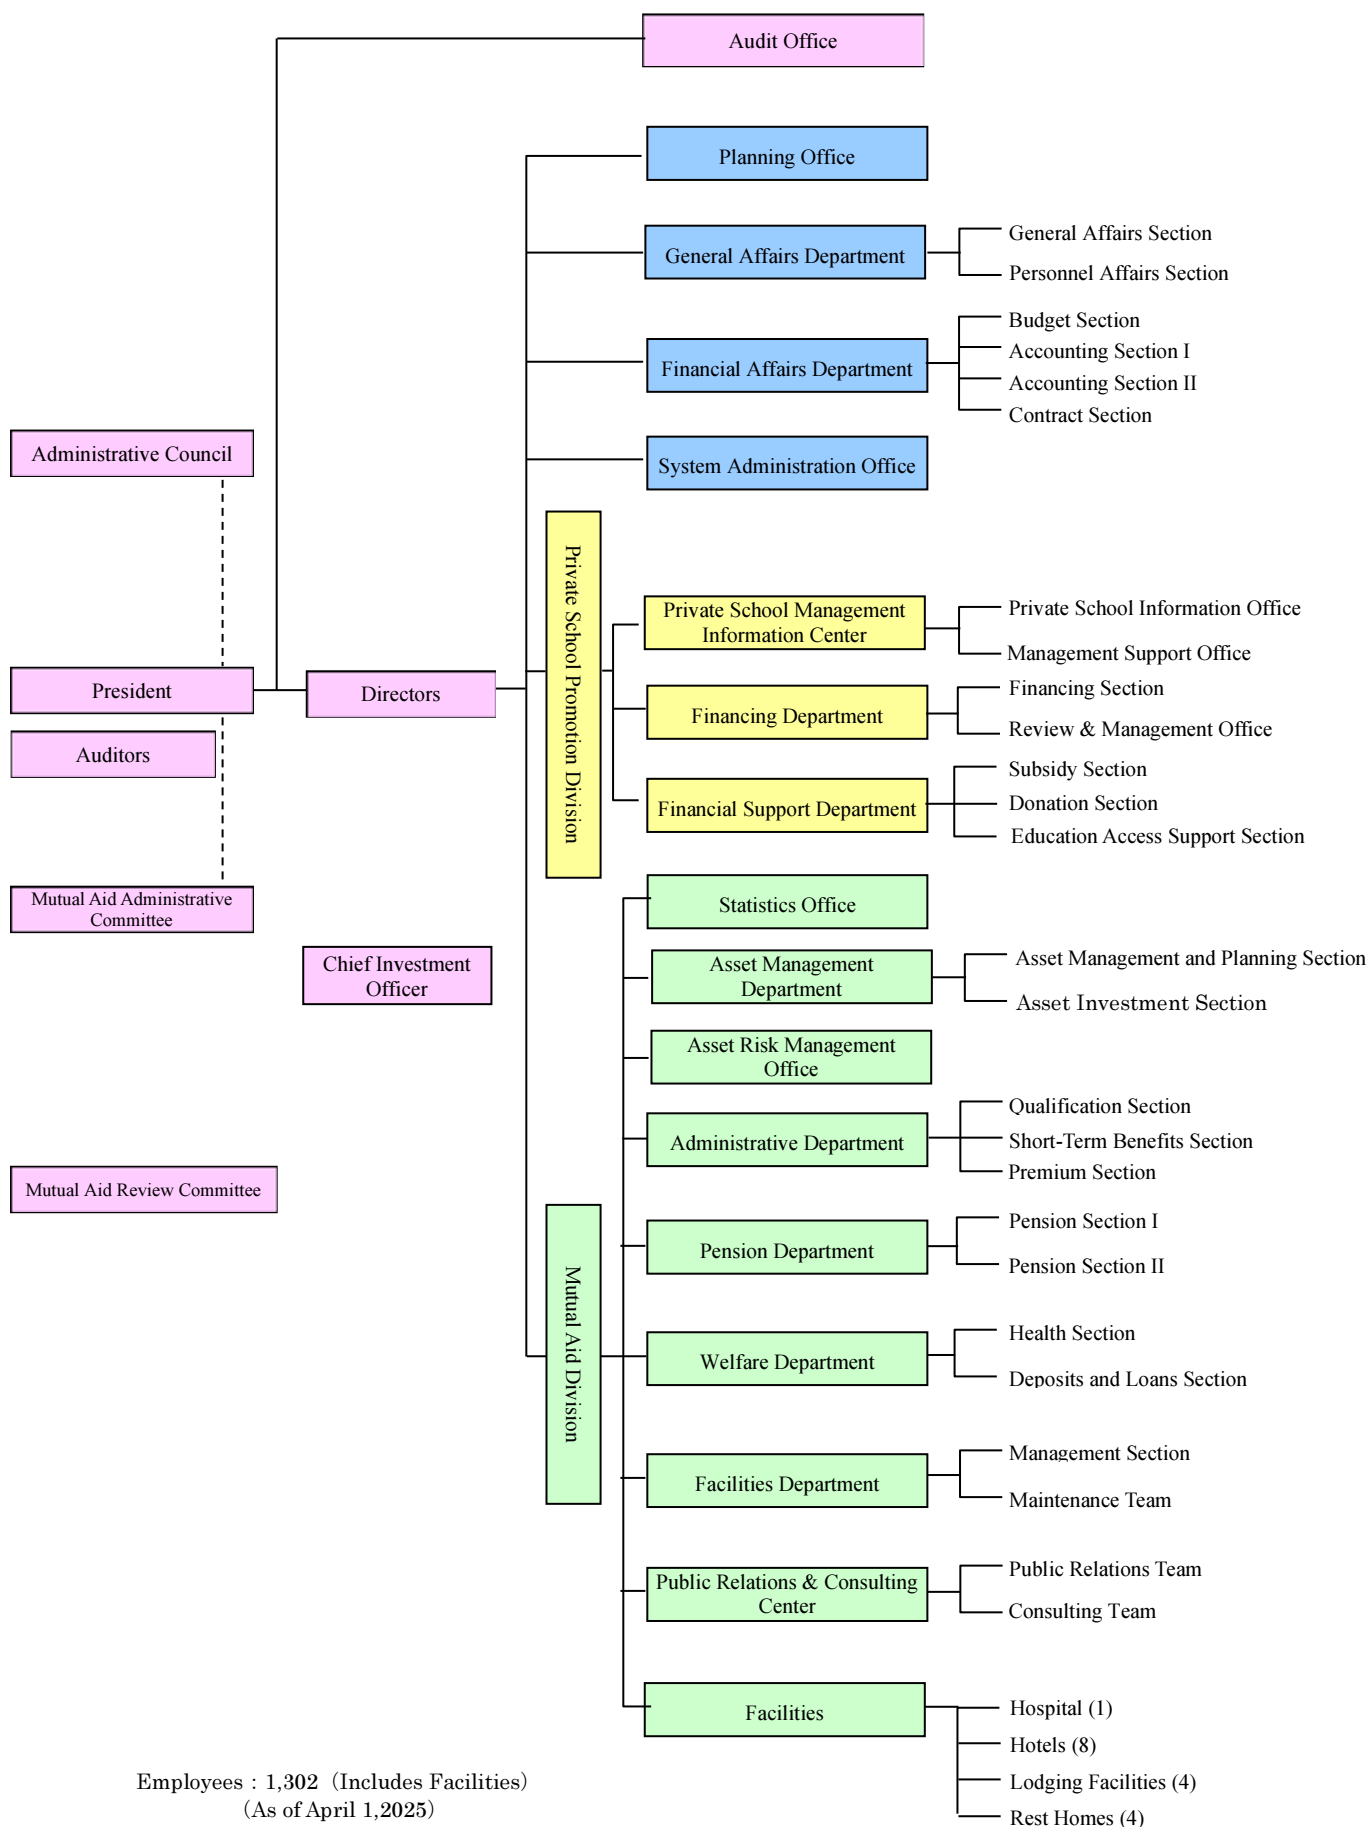 Audit Office
Planning Office
General Affairs Department
General Affairs Section
Personnel Affairs Section
Financial Affairs Department
Budget Section
Accounting Section I
Accounting Section II
Contract Section
System Administration Office
Administrative Council
President
Auditors
Mutual Aid Administrative
Committee
Mutual Aid Review Committee
Directors
Chief Investment
Officer
Private School Promotion Division
Private School Management
Information Center
Private School Information Office
Management Support Office
Financing Department
Financing Section
Review & Management Office
Financial Support Department
Subsidy Section
Donation Section
Education Access Support Section
Mutual Aid Division
Statistics Office
Asset Management
Department
Asset Management and Planning Section
Asset Investment Section
Asset Risk Management
Office
Administrative Department
Qualification Section
Short-Term Benefits Section
Premium Section
Pension Department
Pension Section I
Pension Section II
Welfare Department
Health Section
Deposits and Loans Section
Facilities Department
Management Section
Maintenance Team
Public Relations & Consulting
Center
Public Relations Team
Consulting Team
Facilities
Hospital (1)
Hotels (8)
Lodging Facilities (4)
Rest Homes (4)
Employees : 1,302 (Includes Facilities)
(As of April 1,2025)